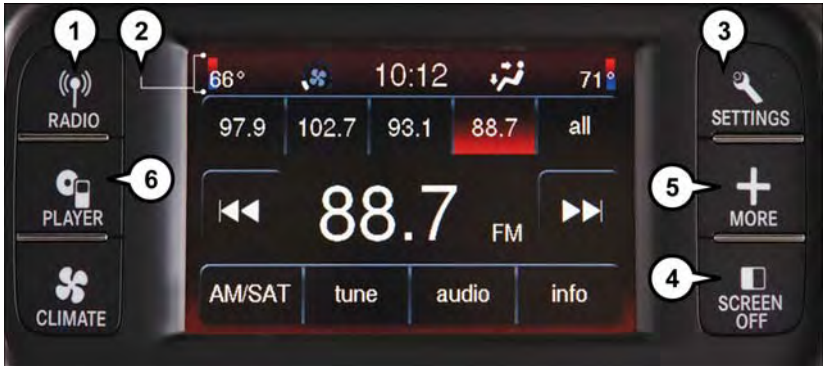 1
2
3
RADIO
66° 10:12 71°
SETTINGS
97.9 102.7 93.1 88.7 all
6
PLAYER
88.7 FM
5
MORE
AM/SAT tune audio info
CLIMATE
4
SCREEN
OFF